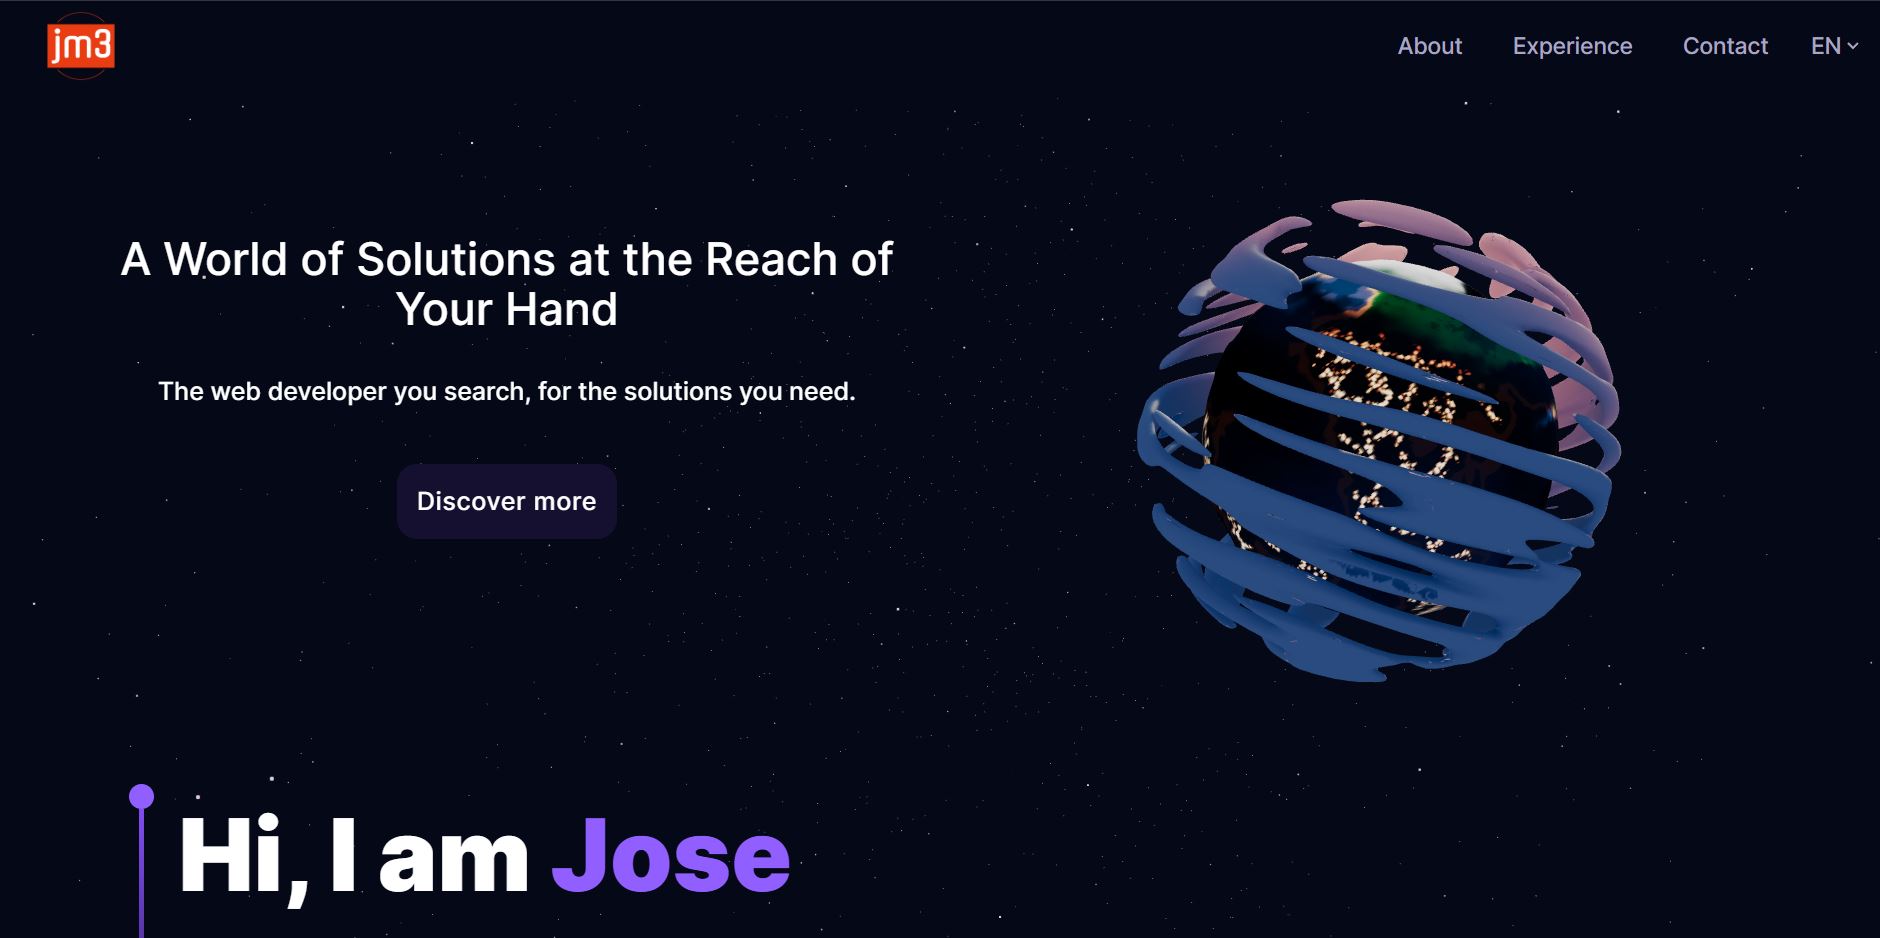 jm3
About Experience Contact EN
A World of Solutions at the Reach of
Your Hand
The web developer you search, for the solutions you need.
Discover more
Hi, I am Jose